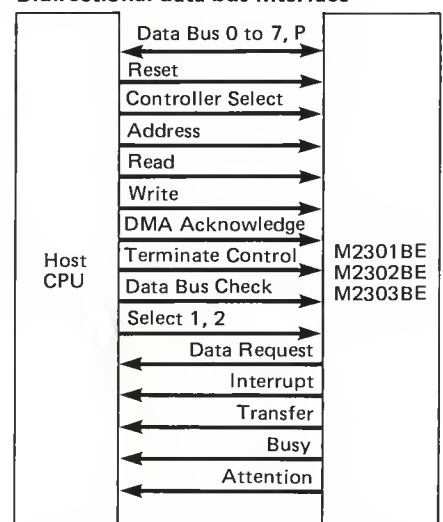 Bidirectional data bus interface
Data Bus 0 to 7, P
Reset
Controller Select
Address
Read
Write
DMA Acknowledge
Host
CPU
Terminate Control
Data Bus Check
M2301BE
M2302BE
M2303BE
Select 1, 2
Data Request
Interrupt
Transfer
Busy
Attention